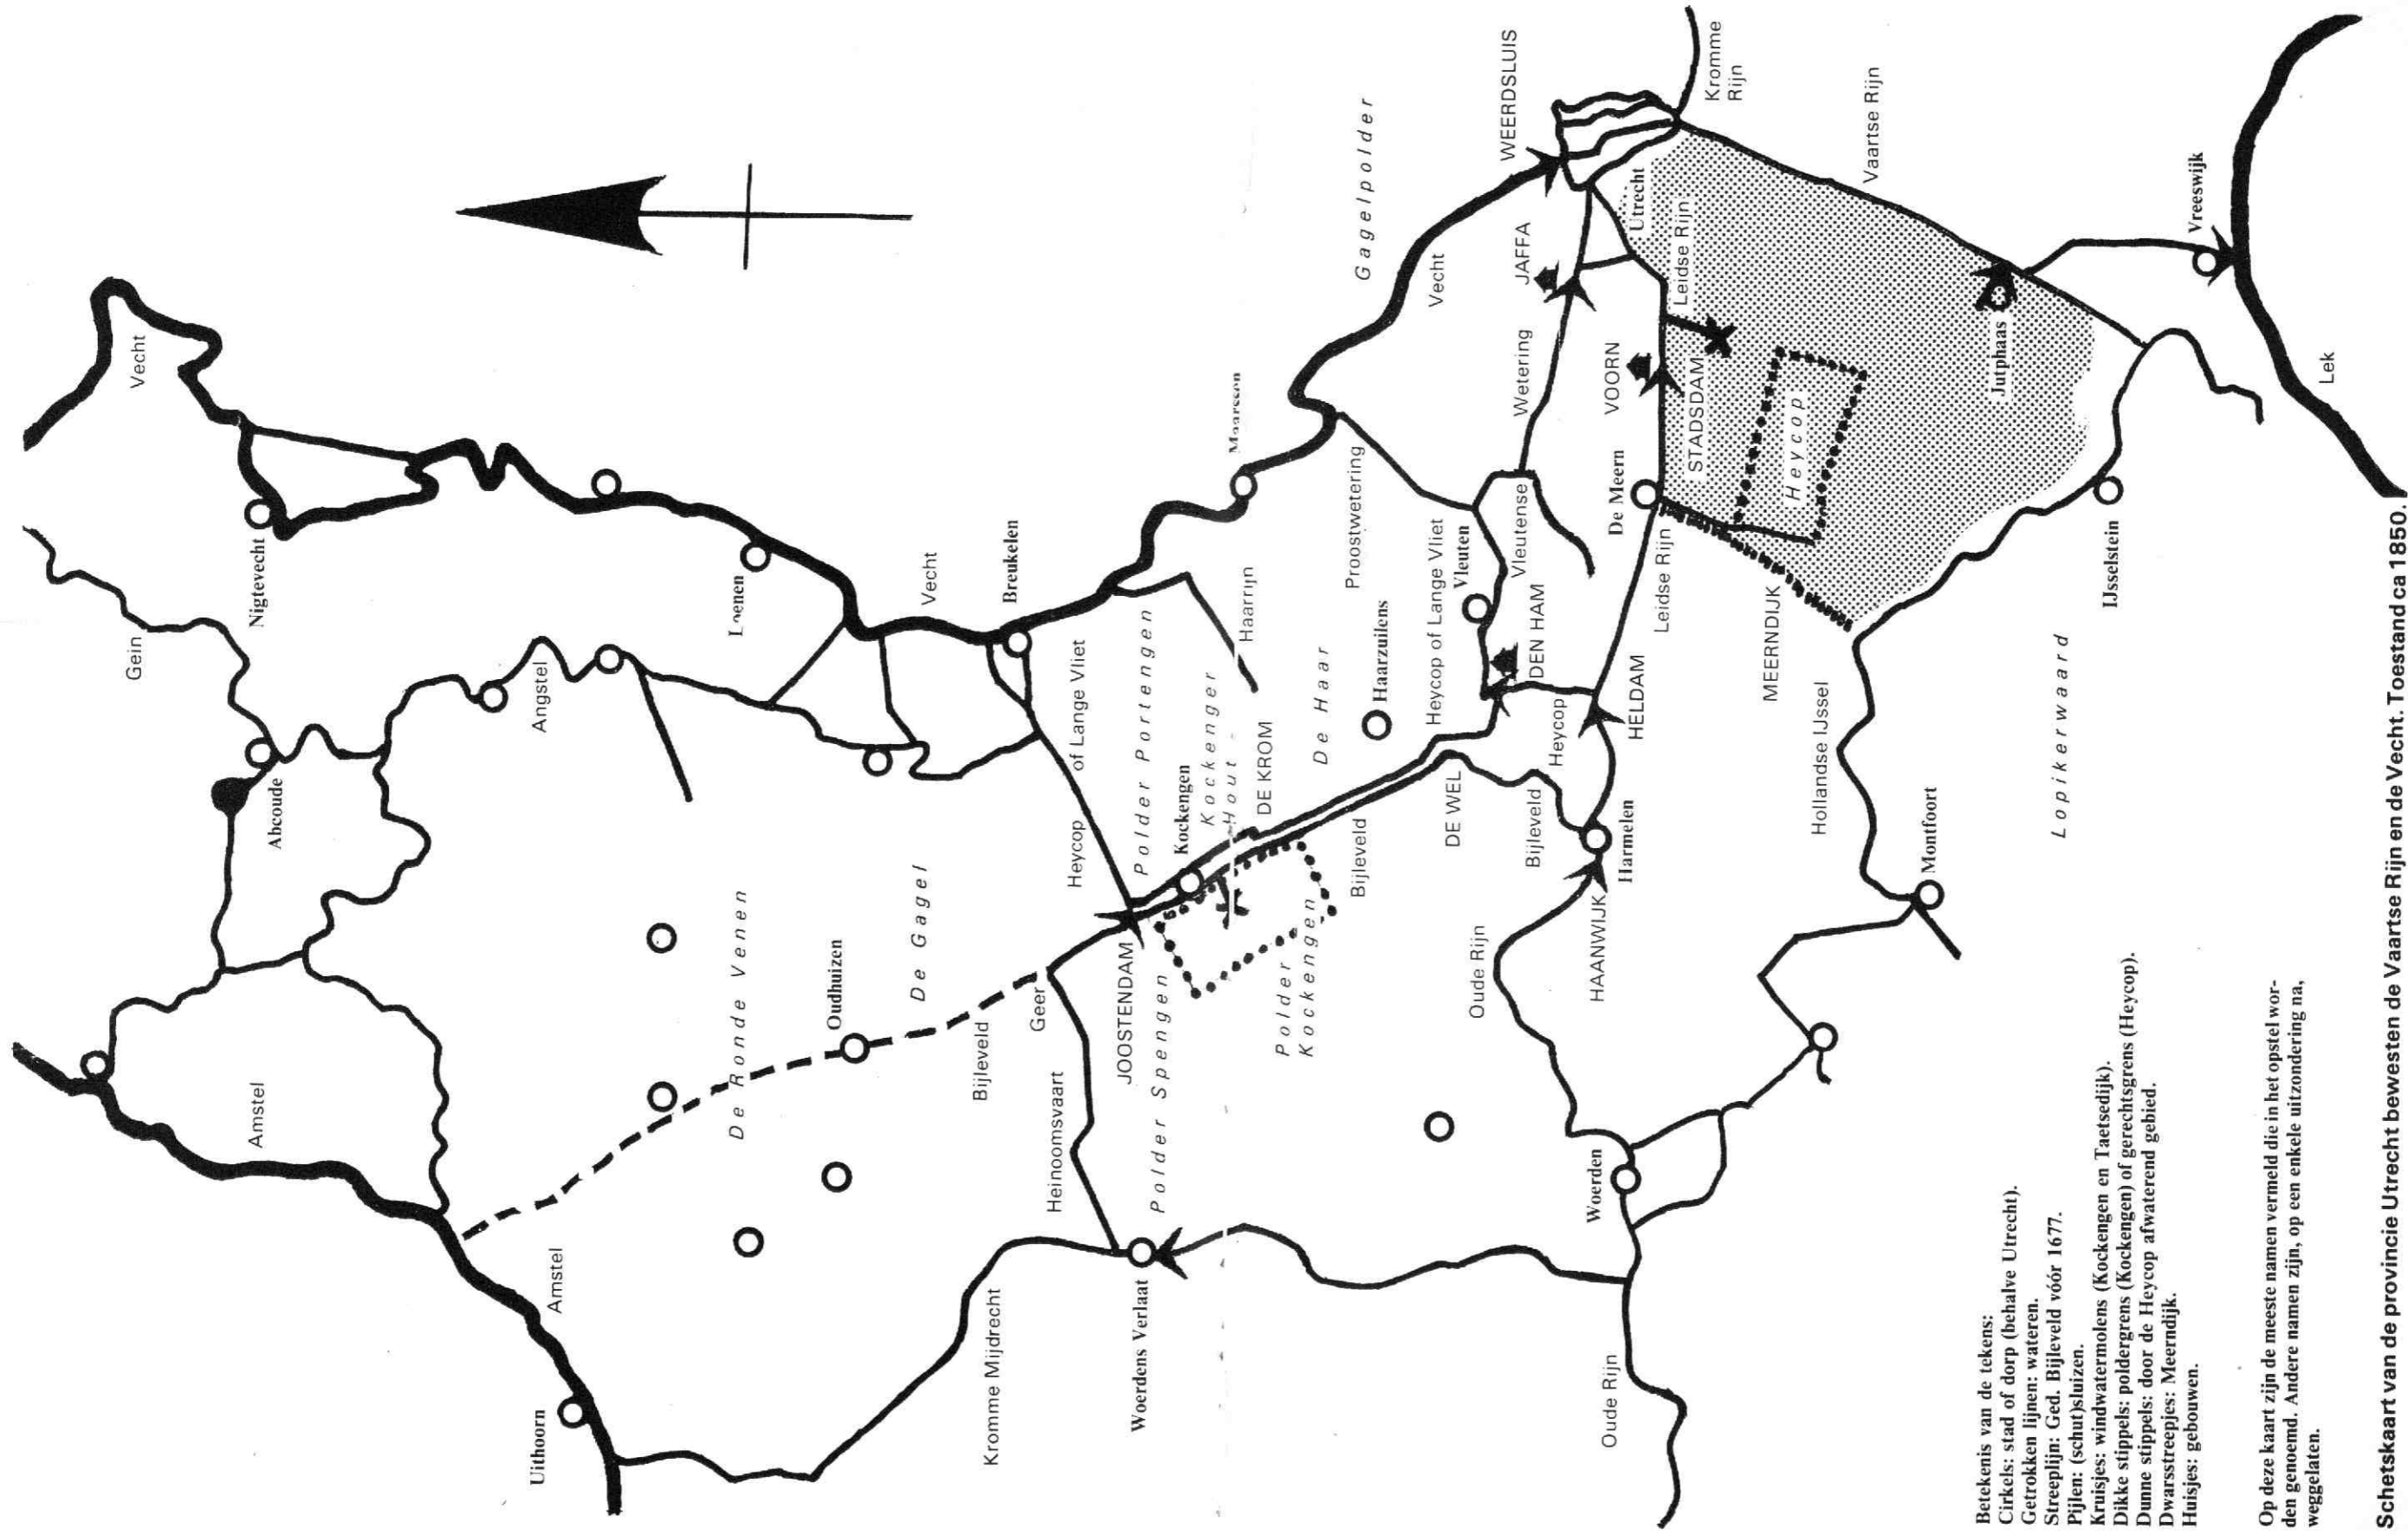 Vecht
Gein
Nigtevecht
Abcoude
Amstel
Angstel
Loenen
De Ronde Venen
Oudhuizen
De Gagel
Vecht
Breukelen
Amstel
Uithoorn
Bijleveld
Geer
Heinoomsvaart
Kromme Mijdrecht
Heycop
of Lange Vliet
JOOSTENDAM
Polder Portengen
Polder Spengen
Woerdens Verlaat
Kockengen
Kockenger
Hout -
Haarrijn
Maarssen
DE KROM
Polder
Kockengen
De Haar
Bijleveld
Proostwetering
Gagelpolder
Haarzuilens
Vecht
Heycop of Lange Vliet
Vleuten
DE WEL
Oude Rijn
WEERDSLUIS
JAFFA
Wetering
Vleutense
DEN HAM
Heycop
Bijleveld
HAANWIJK
Woerden
VOORN
De Meern
Utrecht
HELDAM
Harmelen
Oude Rijn
Leidse Rijn
Leidse Rijn
STADSDAM
Kromme
Rijn
MEERNDIJK
Heycop
Hollandse IJssel
Vaartse Rijn
Montfoort
Lopikerwaard
Jutphaas
IJsselstein
Vreeswijk
Lek
Betekenis van de tekens:
Cirkels: stad of dorp (behalve Utrecht).
Getrokken lijnen: wateren.
Streeplijn: Ged. Bijleveld vóór 1677.
Pijlen: (schut)sluizen.
Kruisjes: windwatermolens (Kockengen en Taetsedijk).
Dikke stippels: poldergrens (Kockengen) of gerechtsgrens (Heycop).
Dunne stippels: door de Heycop afwaterend gebied.
Dwarsstreepjes: Meerndijk.
Huisjes: gebouwen.
Op deze kaart zijn de meeste namen vermeld die in het opstel wor-
den genoemd. Andere namen zijn, op een enkele uitzondering na,
weggelaten.
Schetskaart van de provincie Utrecht bewesten de Vaartse Rijn en de Vecht. Toestand ca 1850.